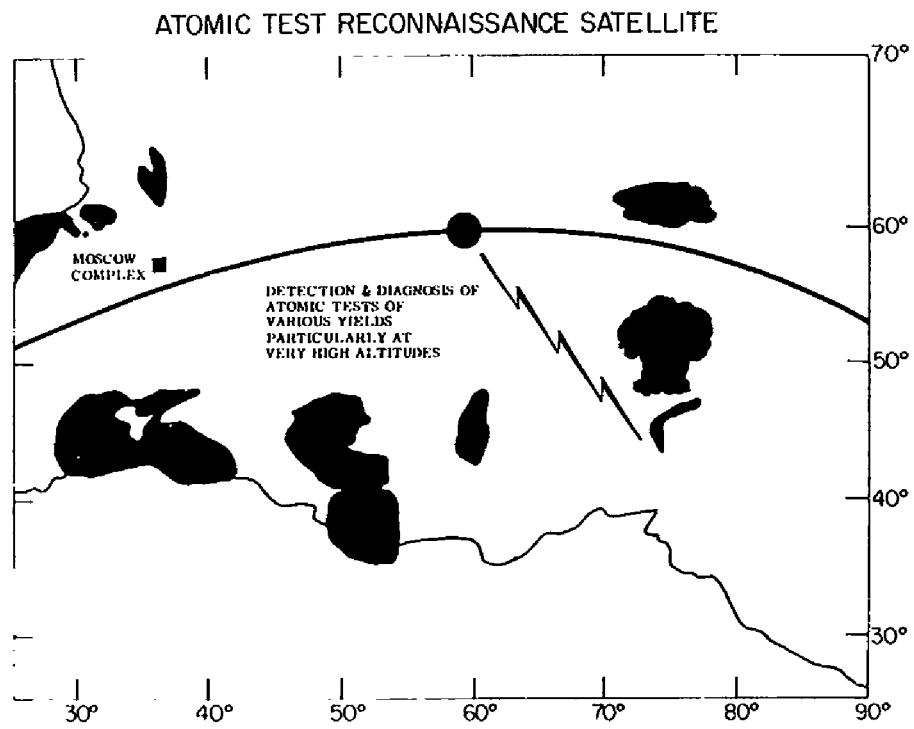 ATOMIC TEST RECONNAISSANCE SATELLITE
70°
60°
MOSCOW
COMPLEX
DETECTION & DIAGNOSIS OF
ATOMIC TESTS OF
VARIOUS YIELDS
PARTICULARLY AT
VERY HIGH ALTITUDES
50°
40°
30°
30° 40° 50° 60° 70° 80° 90°